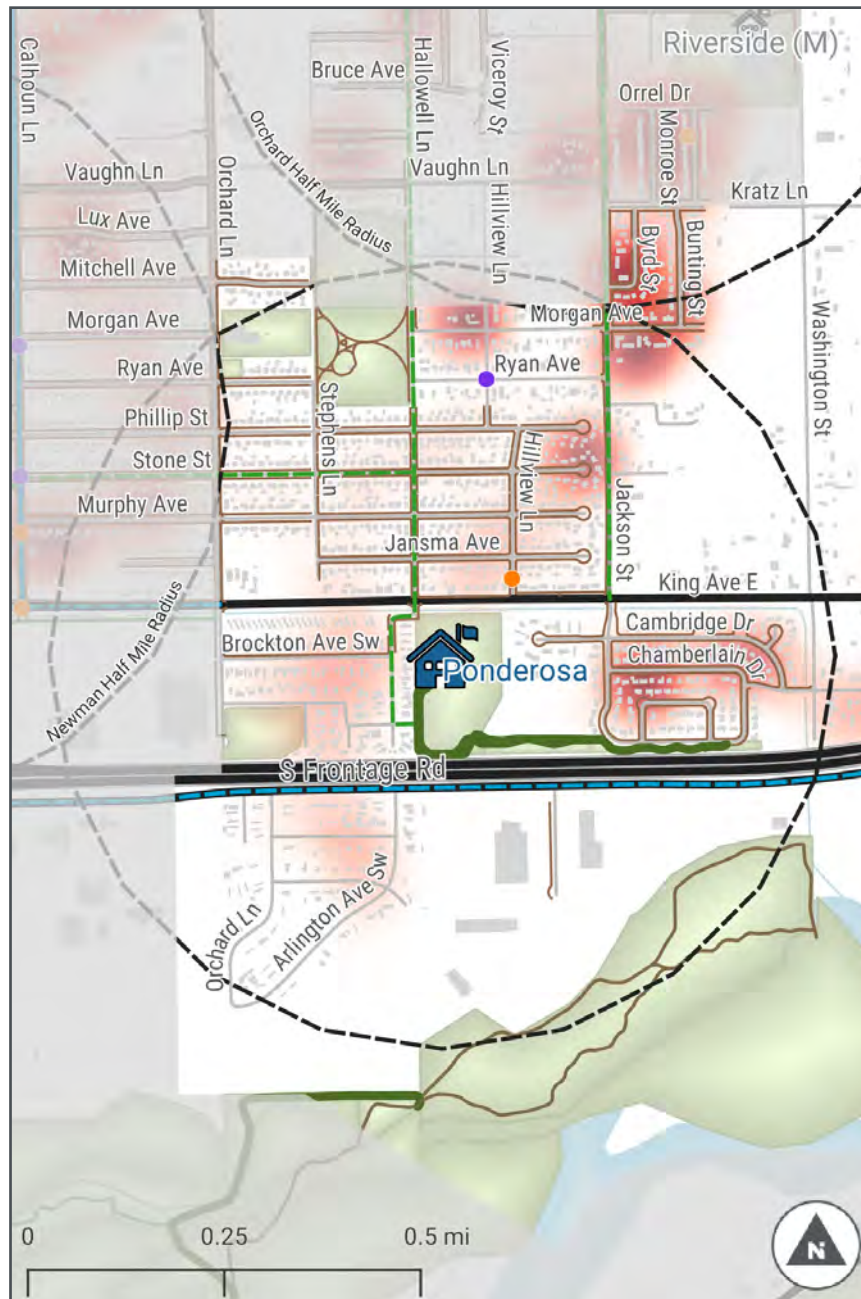 Riverside (M)
Calhoun Ln
Bruce Ave
Hallowell Ln
Viceroy St
Orrel Dr
Monroe St
Orchard Half Mile Radius
Vaughn Ln
Orchard Ln
Vaughn Ln
Hillview Ln
Kratz Ln
Lux Ave
Byrd St
Bunting St
Mitchell Ave
Morgan Ave
Morgan Ave
Washington St
Ryan Ave
Ryan Ave
Phillip St
Stephens Ln
Stone St
Hillview Ln
Jackson St
Murphy Ave
Jansma Ave
King Ave E
Newman Half Mile Radius
Brockton Ave Sw
Cambridge Dr
Ponderosa
Chamberlain Dr
S Frontage Rd
Orchard Ln
Arlington Ave Sw
0 0.25 0.5 mi
N